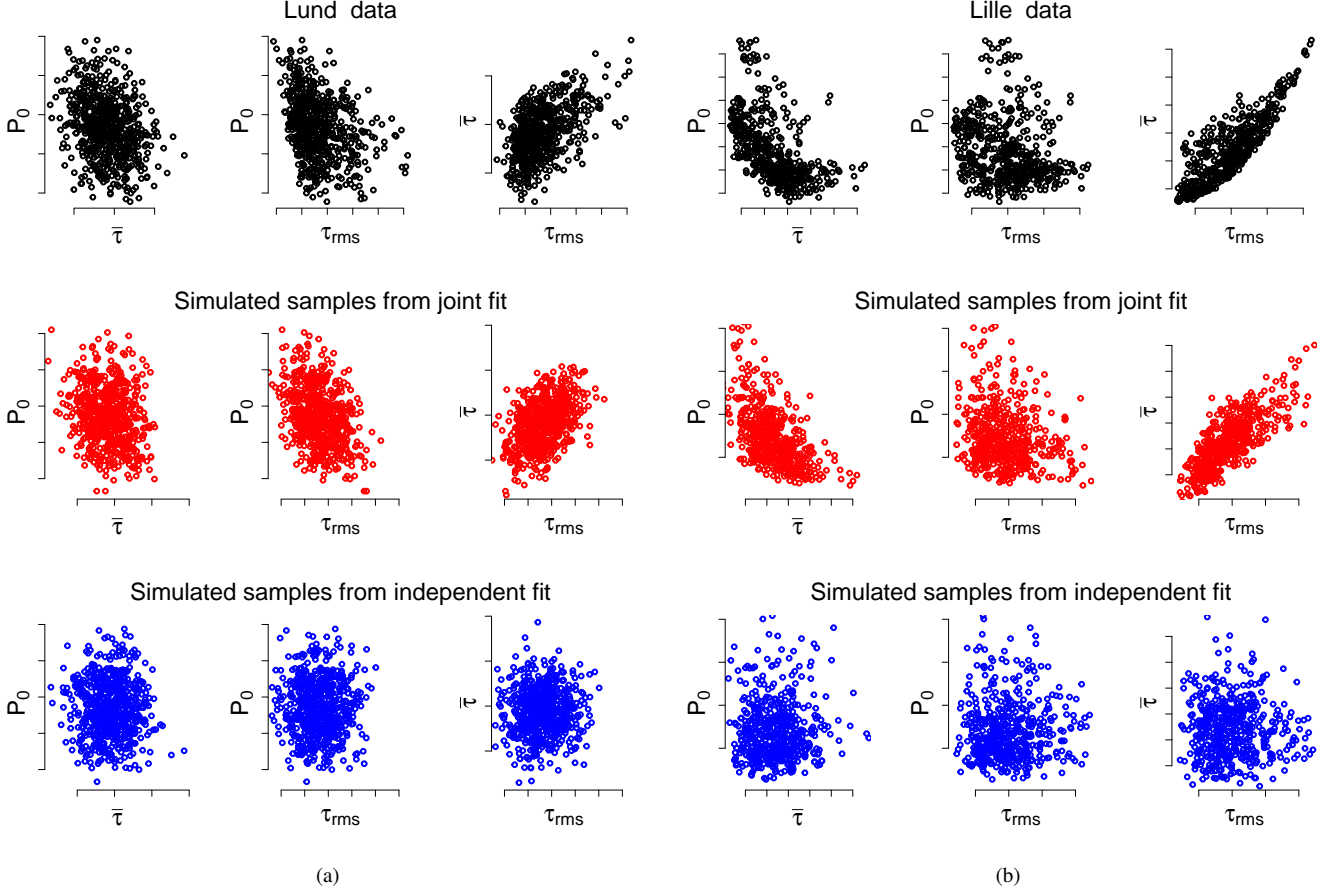 Lund data
Lille data
P0
τ̄
P0
τrms
τ̄
τrms
P0
τ̄
P0
τrms
τ̄
τrms
Simulated samples from joint fit
Simulated samples from joint fit
P0
τ̄
P0
τrms
τ̄
τrms
P0
τ̄
P0
τrms
τ̄
τrms
Simulated samples from independent fit
Simulated samples from independent fit
P0
τ̄
P0
τrms
τ̄
τrms
P0
τ̄
P0
τrms
τ̄
τrms
(a)
(b)